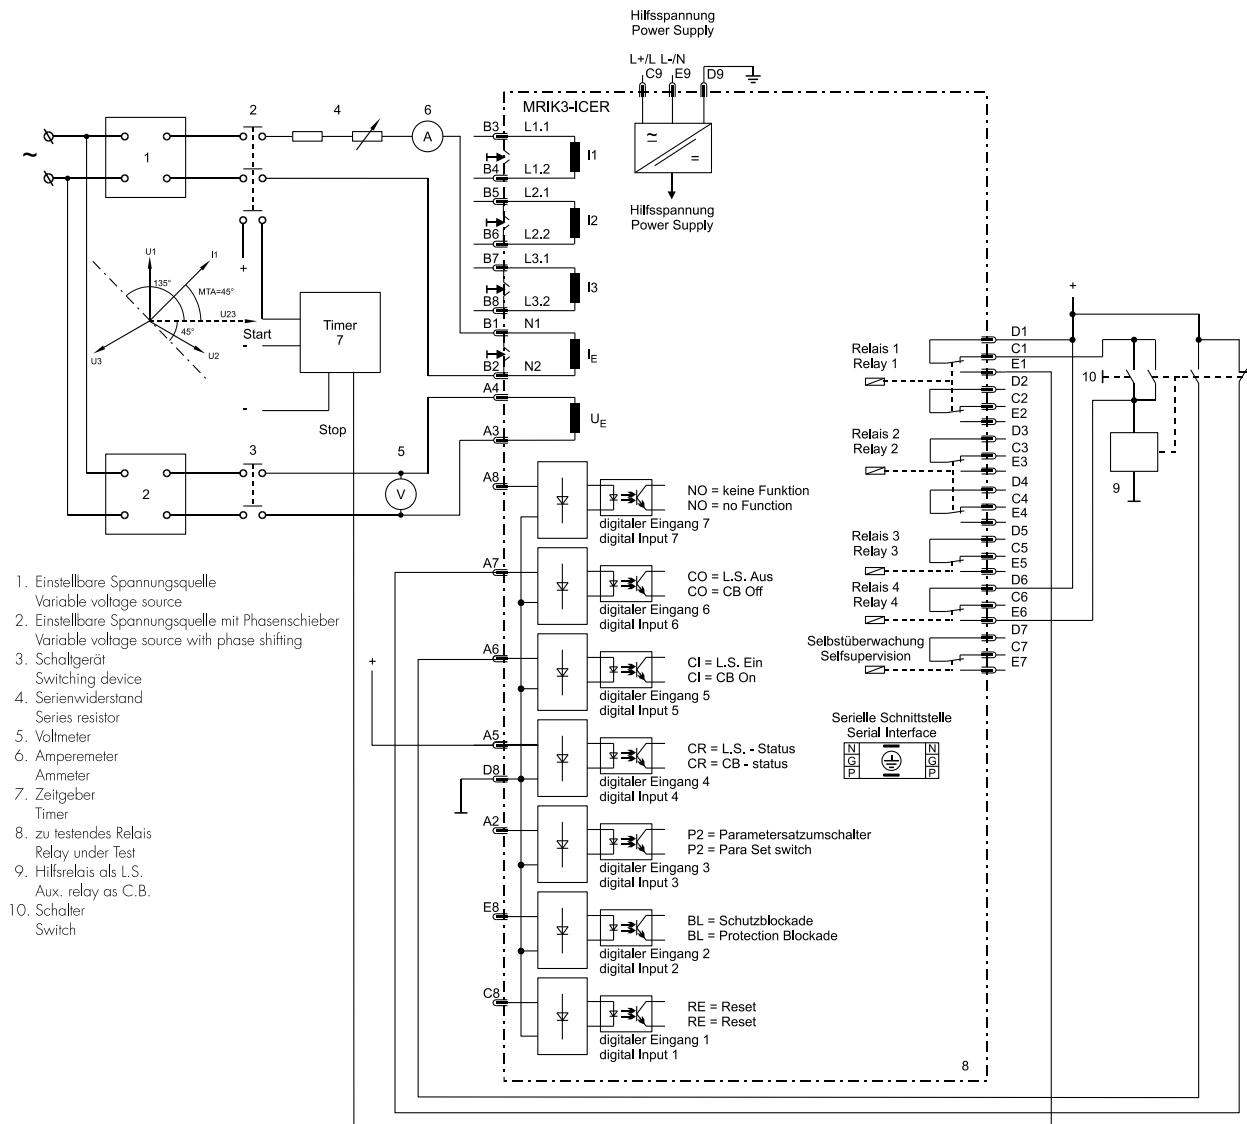 Hilfsspannung
Power Supply
L+/L L-/N
C9 E9 D9
MRIK3-ICER
≃
=
Hilfsspannung
Power Supply
~
1
2
4
6
A
+
B3 L1.1
I1
B4 L1.2
B5 L2.1
I2
B6 L2.2
B7 L3.1
I3
B8 L3.2
B1 N1
IE
B2 N2
A4
UE
A3
U1
I1
135°
MTA=45°
U23
45°
U2
U3
Start
-
-
Stop
Timer
7
2
3
5
V
A8
NO = keine Funktion
NO = no Function
digitaler Eingang 7
digital Input 7
A7
CO = L.S. Aus
CO = CB Off
digitaler Eingang 6
digital Input 6
A6
CI = L.S. Ein
CI = CB On
digitaler Eingang 5
digital Input 5
+
A5
D8
CR = L.S. - Status
CR = CB - status
digitaler Eingang 4
digital Input 4
A2
P2 = Parametersatzumschalter
P2 = Para Set switch
digitaler Eingang 3
digital Input 3
E8
BL = Schutzblockade
BL = Protection Blockade
digitaler Eingang 2
digital Input 2
C8
RE = Reset
RE = Reset
digitaler Eingang 1
digital Input 1
8
Relais 1
Relay 1
Relais 2
Relay 2
Relais 3
Relay 3
Relais 4
Relay 4
Selbstüberwachung
Selfsupervision
D1
C1
E1
D2
C2
E2
D3
C3
E3
D4
C4
E4
D5
C5
E5
D6
C6
E6
D7
C7
E7
+
10
9
Serielle Schnittstelle
Serial Interface
N N
G G
P P
1. Einstellbare Spannungsquelle
Variable voltage source
2. Einstellbare Spannungsquelle mit Phasenschieber
Variable voltage source with phase shifting
3. Schaltgerät
Switching device
4. Serienwiderstand
Series resistor
5. Voltmeter
6. Amperemeter
Ammeter
7. Zeitgeber
Timer
8. zu testendes Relais
Relay under Test
9. Hilfsrelais als L.S.
Aux. relay as C.B.
10. Schalter
Switch